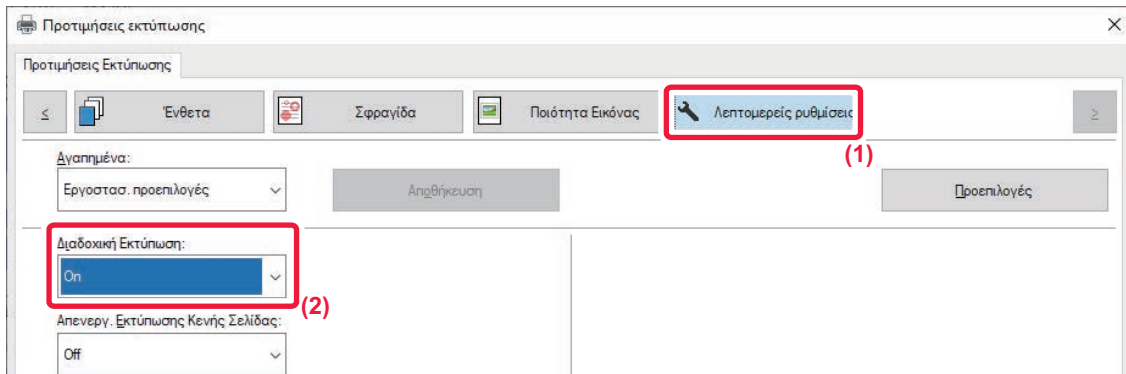 Προτιμήσεις εκτύπωσης
Προτιμήσεις Εκτύπωσης
< Ένθετα Σφραγίδα Ποιότητα Εικόνας Λεπτομερείς ρυθμίσεις >
(1)
Αγαπημένα:
Εργοστασ. προεπιλογές Αποθήκευση Προεπιλογές
Διαδοχική Εκτύπωση:
On
(2)
Απενεργ. Εκτύπωσης Κενής Σελίδας:
Off